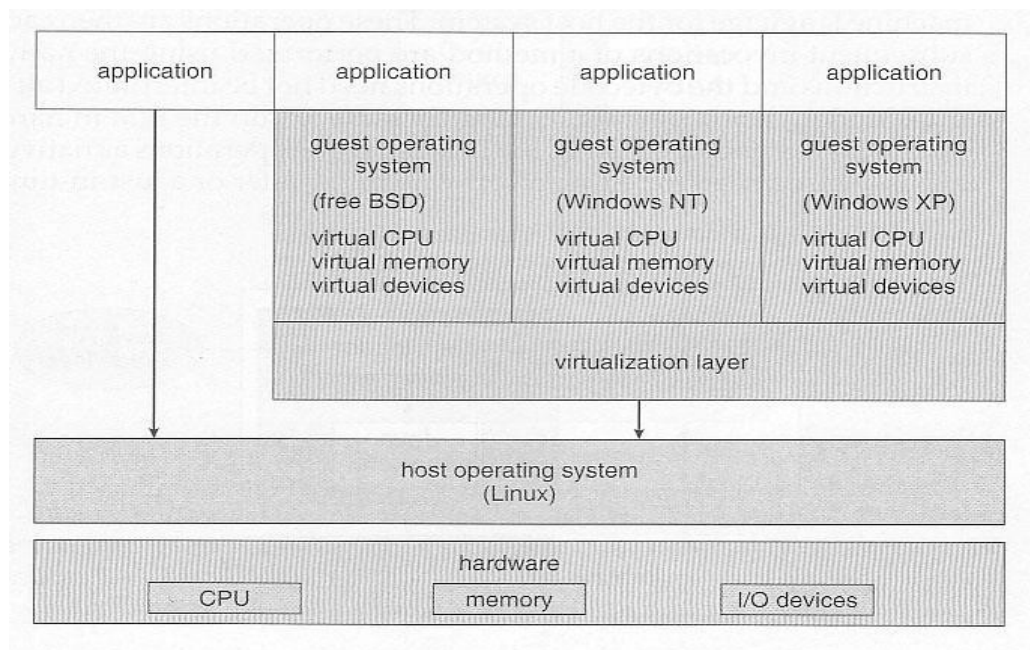 application
application
application
application
guest operating
system
(free BSD)
virtual CPU
virtual memory
virtual devices
guest operating
system
(Windows NT)
virtual CPU
virtual memory
virtual devices
guest operating
system
(Windows XP)
virtual CPU
virtual memory
virtual devices
virtualization layer
host operating system
(Linux)
hardware
CPU
memory
I/O devices